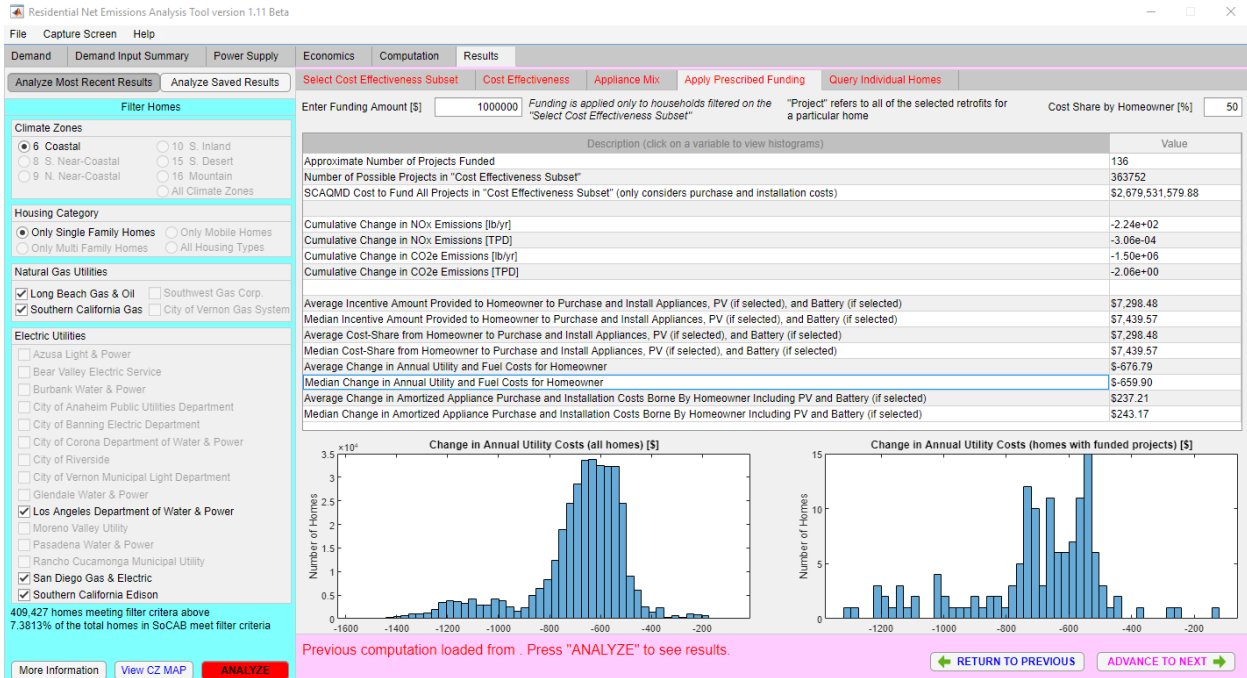 Residential Net Emissions Analysis Tool version 1.11 Beta
File Capture Screen Help
Demand Demand Input Summary Power Supply Economics Computation Results
Analyze Most Recent Results Analyze Saved Results
Select Cost Effectiveness Subset Cost Effectiveness Appliance Mix Apply Prescribed Funding Query Individual Homes
Filter Homes
Climate Zones
6 Coastal 10 S. Inland
8 S. Near-Coastal 15 S. Desert
9 N. Near-Coastal 16 Mountain
All Climate Zones
Housing Category
Only Single Family Homes Only Mobile Homes
Only Multi Family Homes All Housing Types
Natural Gas Utilities
Long Beach Gas & Oil Southwest Gas Corp.
Southern California Gas City of Vernon Gas System
Electric Utilities
Azusa Light & Power
Bear Valley Electric Service
Burbank Water & Power
City of Anaheim Public Utilities Department
City of Banning Electric Department
City of Corona Department of Water & Power
City of Riverside
City of Vernon Municipal Light Department
Glendale Water & Power
Los Angeles Department of Water & Power
Moreno Valley Utility
Pasadena Water & Power
Rancho Cucamonga Municipal Utility
San Diego Gas & Electric
Southern California Edison
409,427 homes meeting filter critera above
7.3813% of the total homes in SoCAB meet filter criteria
More Information View CZ MAP ANALYZE
Enter Funding Amount [$] 1000000
Funding is applied only to households filtered on the
"Select Cost Effectiveness Subset"
"Project" refers to all of the selected retrofits for
a particular home
Cost Share by Homeowner [%] 50
Description (click on a variable to view histograms) Value
Approximate Number of Projects Funded 136
Number of Possible Projects in "Cost Effectiveness Subset" 363752
SCAQMD Cost to Fund All Projects in "Cost Effectiveness Subset" (only considers purchase and installation costs) $2,679,531,579.88
Cumulative Change in NOx Emissions [lb/yr] -2.24e+02
Cumulative Change in NOx Emissions [TPD] -3.06e-04
Cumulative Change in CO2e Emissions [lb/yr] -1.50e+06
Cumulative Change in CO2e Emissions [TPD] -2.06e+00
Average Incentive Amount Provided to Homeowner to Purchase and Install Appliances, PV (if selected), and Battery (if selected) $7,298.48
Median Incentive Amount Provided to Homeowner to Purchase and Install Appliances, PV (if selected), and Battery (if selected) $7,439.57
Average Cost-Share from Homeowner to Purchase and Install Appliances, PV (if selected), and Battery (if selected) $7,298.48
Median Cost-Share from Homeowner to Purchase and Install Appliances, PV (if selected), and Battery (if selected) $7,439.57
Average Change in Annual Utility and Fuel Costs for Homeowner $-676.79
Median Change in Annual Utility and Fuel Costs for Homeowner $-659.90
Average Change in Amortized Appliance Purchase and Installation Costs Borne By Homeowner Including PV and Battery (if selected) $237.21
Median Change in Amortized Appliance Purchase and Installation Costs Borne By Homeowner Including PV and Battery (if selected) $243.17
Change in Annual Utility Costs (all homes) [$]
×10⁴
3.5
3
2.5
2
1.5
1
0.5
0
Number of Homes
-1600 -1400 -1200 -1000 -800 -600 -400 -200
Change in Annual Utility Costs (homes with funded projects) [$]
15
10
5
0
Number of Homes
-1200 -1000 -800 -600 -400 -200
Previous computation loaded from . Press "ANALYZE" to see results.
RETURN TO PREVIOUS ADVANCE TO NEXT